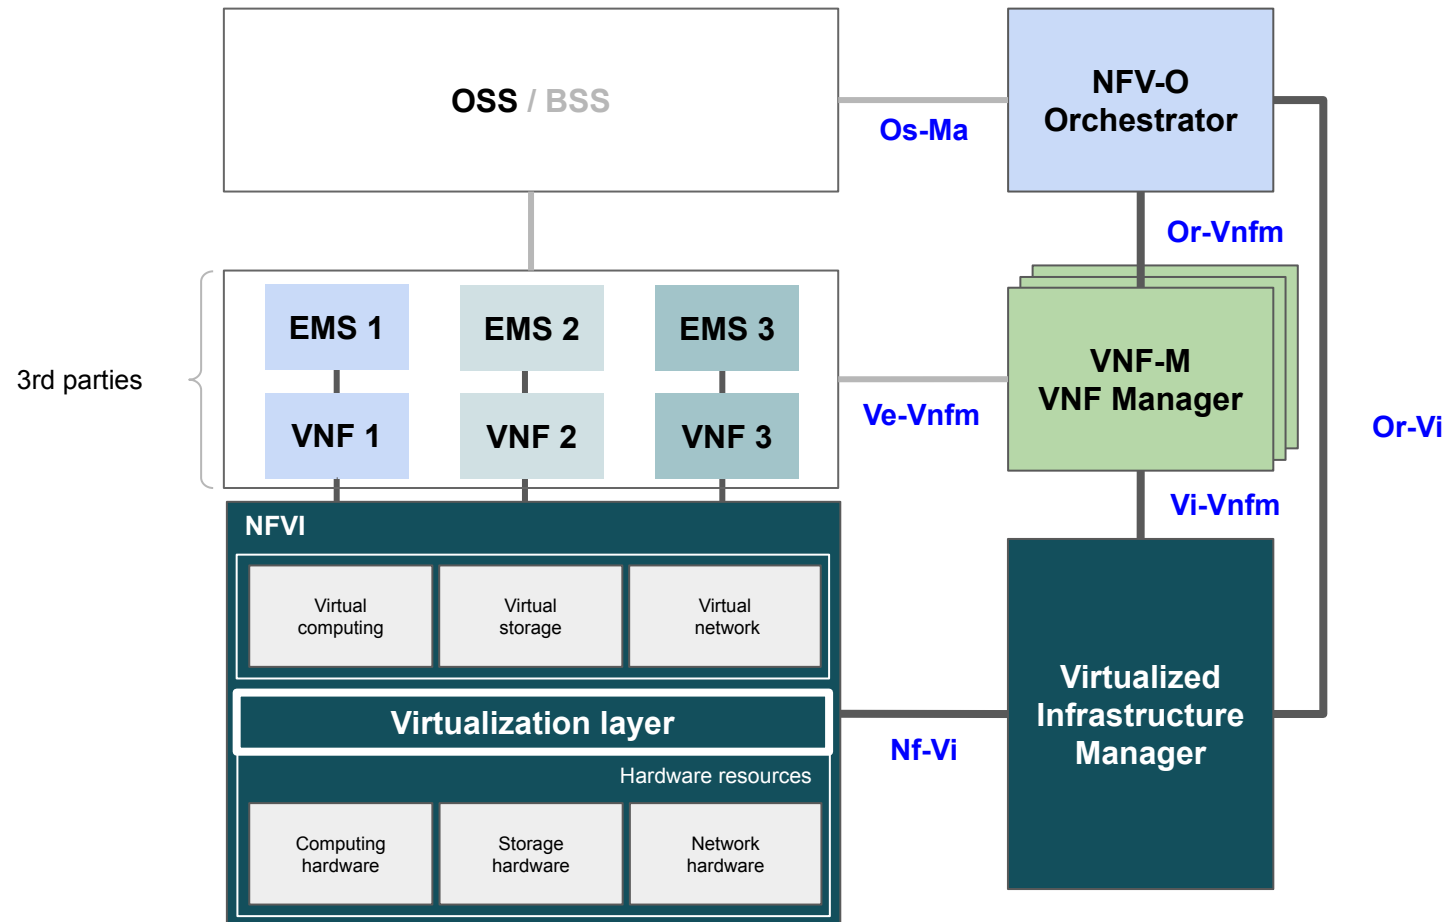 OSS / BSS
NFV-O
Orchestrator
Os-Ma
Or-Vnfm
3rd parties
EMS 1
EMS 2
EMS 3
VNF 1
VNF 2
VNF 3
Ve-Vnfm
VNF-M
VNF Manager
Or-Vi
Vi-Vnfm
NFVI
Virtual
computing
Virtual
storage
Virtual
network
Virtualization layer
Nf-Vi
Virtualized
Infrastructure
Manager
Hardware resources
Computing
hardware
Storage
hardware
Network
hardware